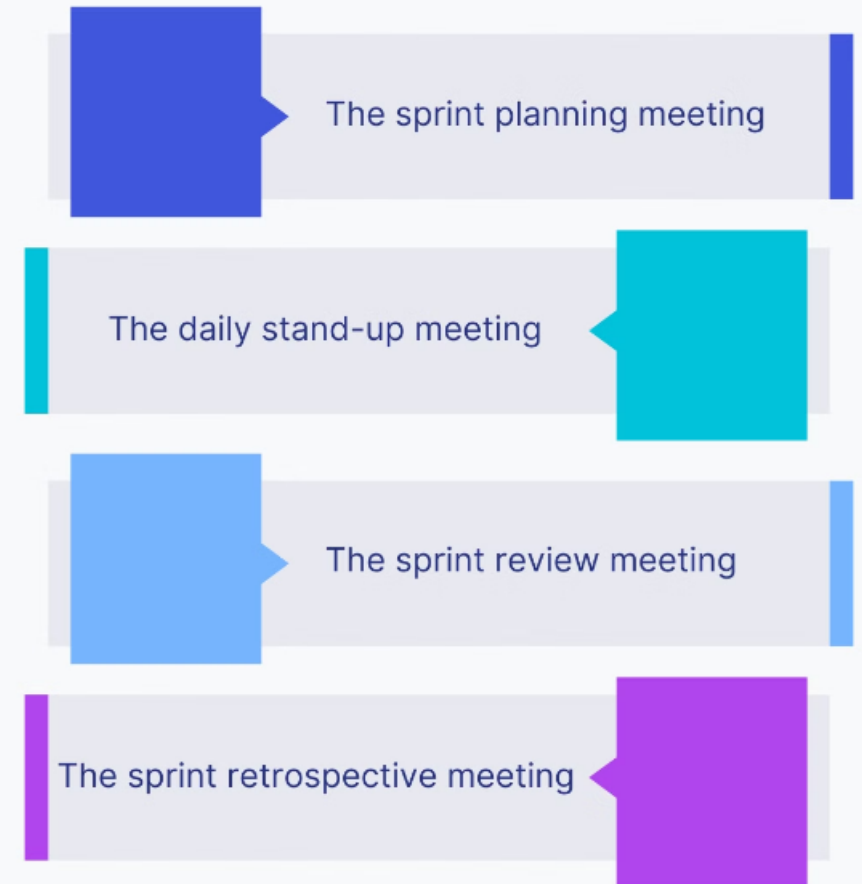 The sprint planning meeting
The daily stand-up meeting
The sprint review meeting
The sprint retrospective meeting